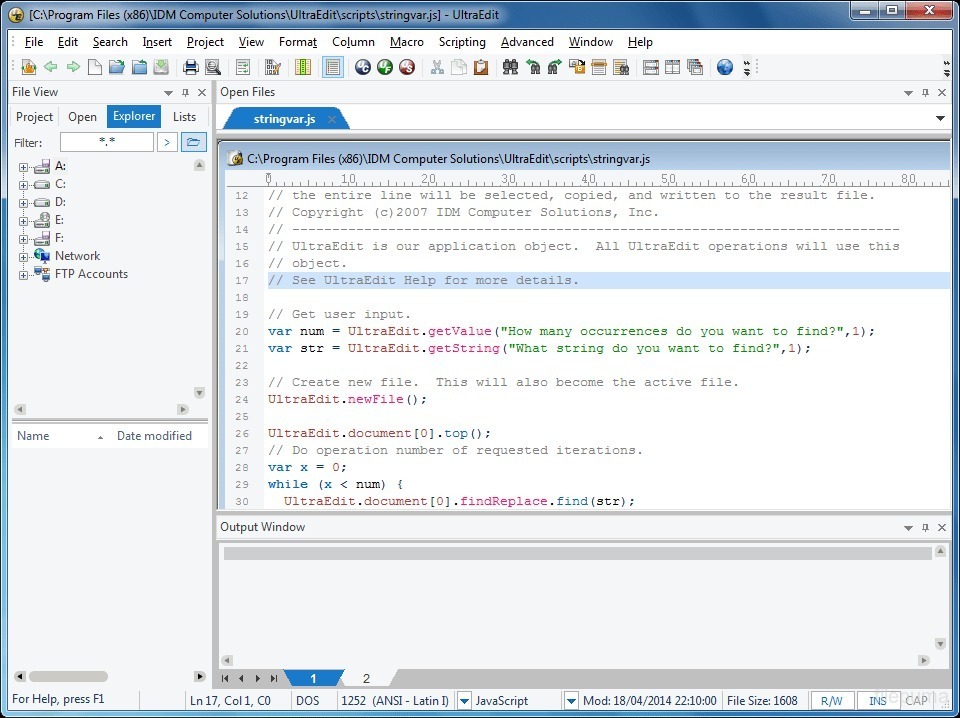 [C:\Program Files (x86)\IDM Computer Solutions\UltraEdit\scripts\stringvar.js] - UltraEdit
File Edit Search Insert Project View Format Column Macro Scripting Advanced Window Help
File View
Open Files
Project Open Explorer Lists
stringvar.js
Filter: *.* >
C:\Program Files (x86)\IDM Computer Solutions\UltraEdit\scripts\stringvar.js
0 10 20 30 40 50 60 70 80
A:
C:
D:
E:
F:
Network
FTP Accounts
12 // the entire line will be selected, copied, and written to the result file.
13 // Copyright (c)2007 IDM Computer Solutions, Inc.
14 // ----------------------------------------------------------------------------
15 // UltraEdit is our application object.  All UltraEdit operations will use this
16 // object.
17 // See UltraEdit Help for more details.
18
19 // Get user input.
20 var num = UltraEdit.getValue("How many occurrences do you want to find?",1);
21 var str = UltraEdit.getString("What string do you want to find?",1);
22
23 // Create new file.  This will also become the active file.
24 UltraEdit.newFile();
25
26 UltraEdit.document[0].top();
27 // Do operation number of requested iterations.
28 var x = 0;
29 while (x < num) {
30   UltraEdit.document[0].findReplace.find(str);
Name Date modified
Output Window
1 2
For Help, press F1 Ln 17, Col 1, C0 DOS 1252 (ANSI - Latin I) JavaScript Mod: 18/04/2014 22:10:00 File Size: 1608 R/W INS CAP